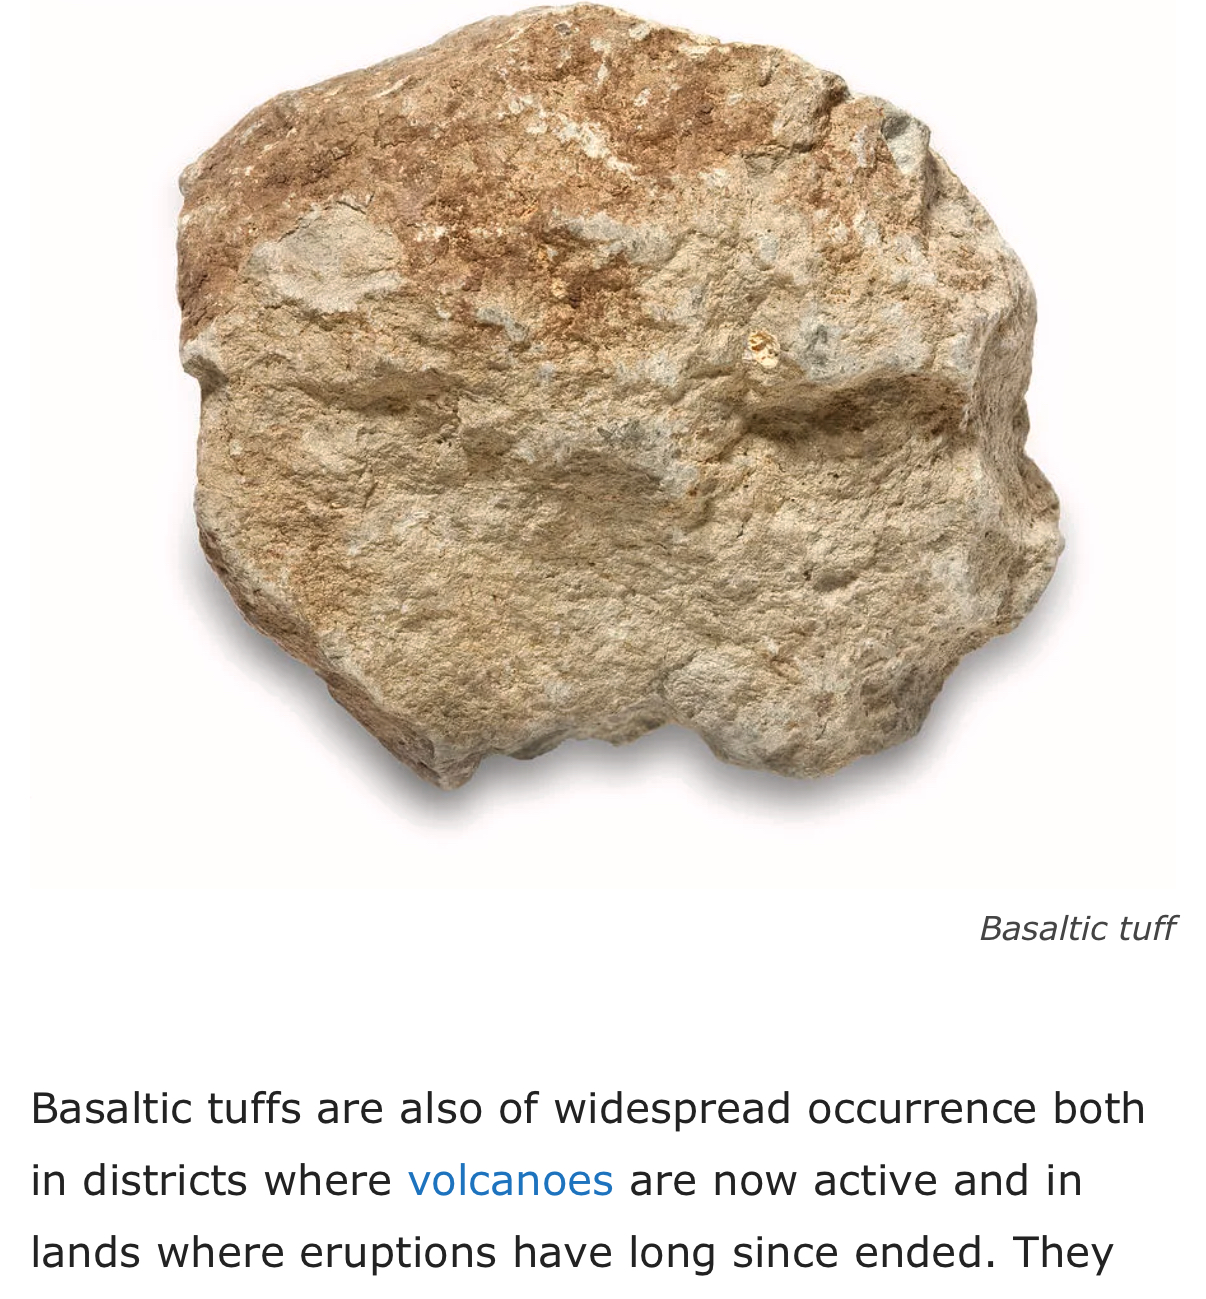 Basaltic tuff
Basaltic tuffs are also of widespread occurrence both
in districts where volcanoes are now active and in
lands where eruptions have long since ended. They